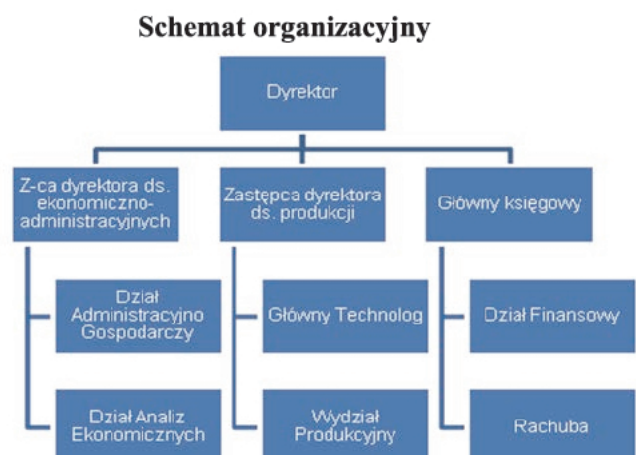 Schemat organizacyjny
Dyrektor
Z-ca dyrektora ds.
ekonomiczno-
administracyjnych
Zastępca dyrektora
ds. produkcji
Główny księgowy
Dział
Administracyjno
Gospodarczy
Główny Technolog
Dział Finansowy
Dział Analiz
Ekonomicznych
Wydział
Produkcyjny
Rachuba